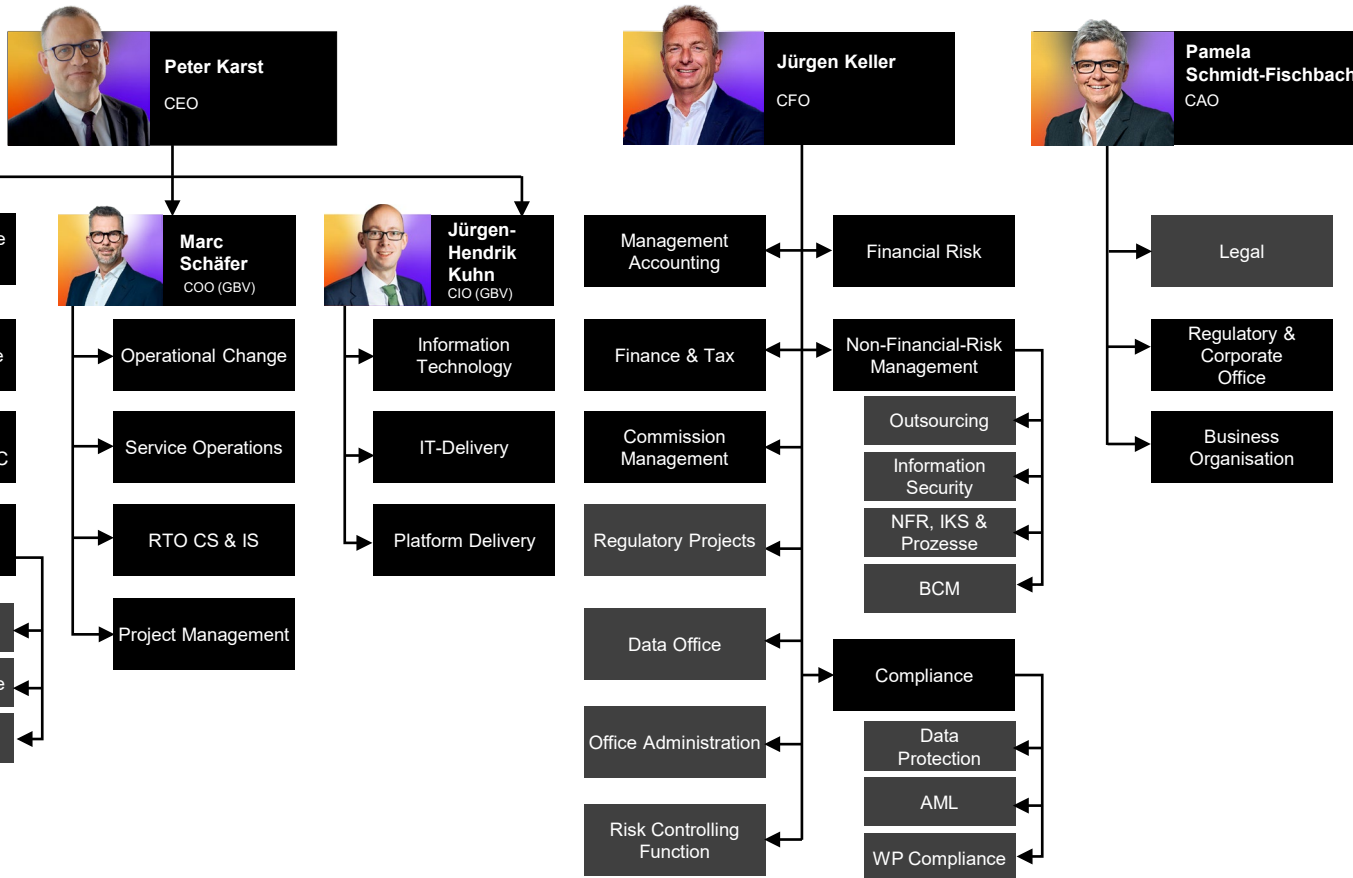 Peter Karst
CEO
Jürgen Keller
CFO
Pamela
Schmidt-Fischbach
CAO
Marc
Schäfer
COO (GBV)
Jürgen-
Hendrik
Kuhn
CIO (GBV)
Operational Change
Service Operations
RTO CS & IS
Project Management
Information
Technology
IT-Delivery
Platform Delivery
Management
Accounting
Finance & Tax
Commission
Management
Regulatory Projects
Data Office
Office Administration
Risk Controlling
Function
Financial Risk
Non-Financial-Risk
Management
Outsourcing
Information
Security
NFR, IKS &
Prozesse
BCM
Compliance
Data
Protection
AML
WP Compliance
Legal
Regulatory &
Corporate
Office
Business
Organisation